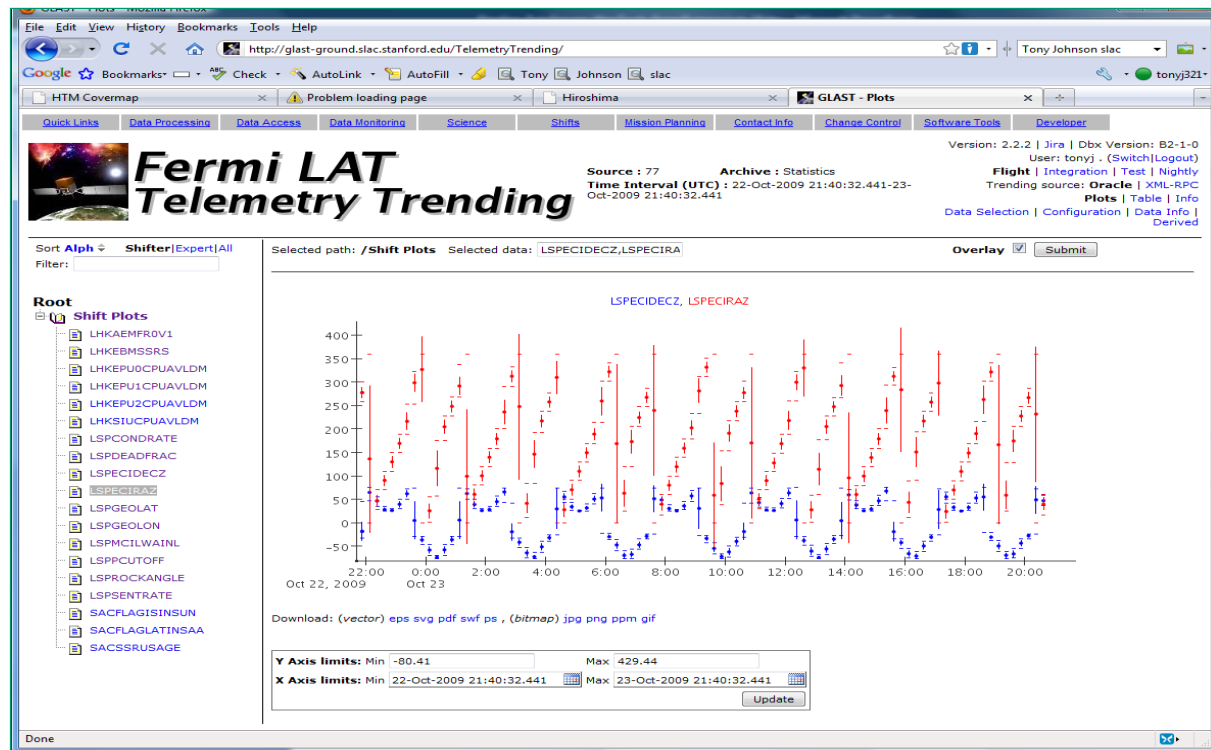 File Edit View History Bookmarks Tools Help
http://glast-ground.slac.stanford.edu/TelemetryTrending/
Tony Johnson slac
Google Bookmarks Check AutoLink AutoFill Tony Johnson slac
tonyj321
HTM Covermap
Problem loading page
Hiroshima
GLAST - Plots
Quick Links Data Processing Data Access Data Monitoring Science Shifts Mission Planning Contact Info Change Control Software Tools Developer
Fermi LAT
Telemetry Trending
Source : 77 Archive : Statistics
Time Interval (UTC) : 22-Oct-2009 21:40:32.441-23-
Oct-2009 21:40:32.441
Version: 2.2.2 | Jira | Dbx Version: B2-1-0
User: tonyj . (Switch|Logout)
Flight | Integration | Test | Nightly
Trending source: Oracle | XML-RPC
Plots | Table | Info
Data Selection | Configuration | Data Info |
Derived
Sort Alph Shifter|Expert|All
Filter:
Selected path: /Shift Plots Selected data: LSPECIDECZ,LSPECIRA
Overlay Submit
Root
Shift Plots
LHKAEMFR0V1
LHKEBMSSRS
LHKEPU0CPUAVLDM
LHKEPU1CPUAVLDM
LHKEPU2CPUAVLDM
LHKSIUCPUAVLDM
LSPCONDRATE
LSPDEADFRAC
LSPECIDECZ
LSPECIRAZ
LSPGEOLAT
LSPGEOLON
LSPMCILWAINL
LSPPCUTOFF
LSPROCKANGLE
LSPSENTRATE
SACFLAGISINSUN
SACFLAGLATINSAA
SACSSRUSAGE
LSPECIDECZ, LSPECIRAZ
400
350
300
250
200
150
100
50
0
-50
22:00 0:00 2:00 4:00 6:00 8:00 10:00 12:00 14:00 16:00 18:00 20:00
Oct 22, 2009 Oct 23
Download: (vector) eps svg pdf swf ps , (bitmap) jpg png ppm gif
Y Axis limits: Min -80.41 Max 429.44
X Axis limits: Min 22-Oct-2009 21:40:32.441 Max 23-Oct-2009 21:40:32.441
Update
Done